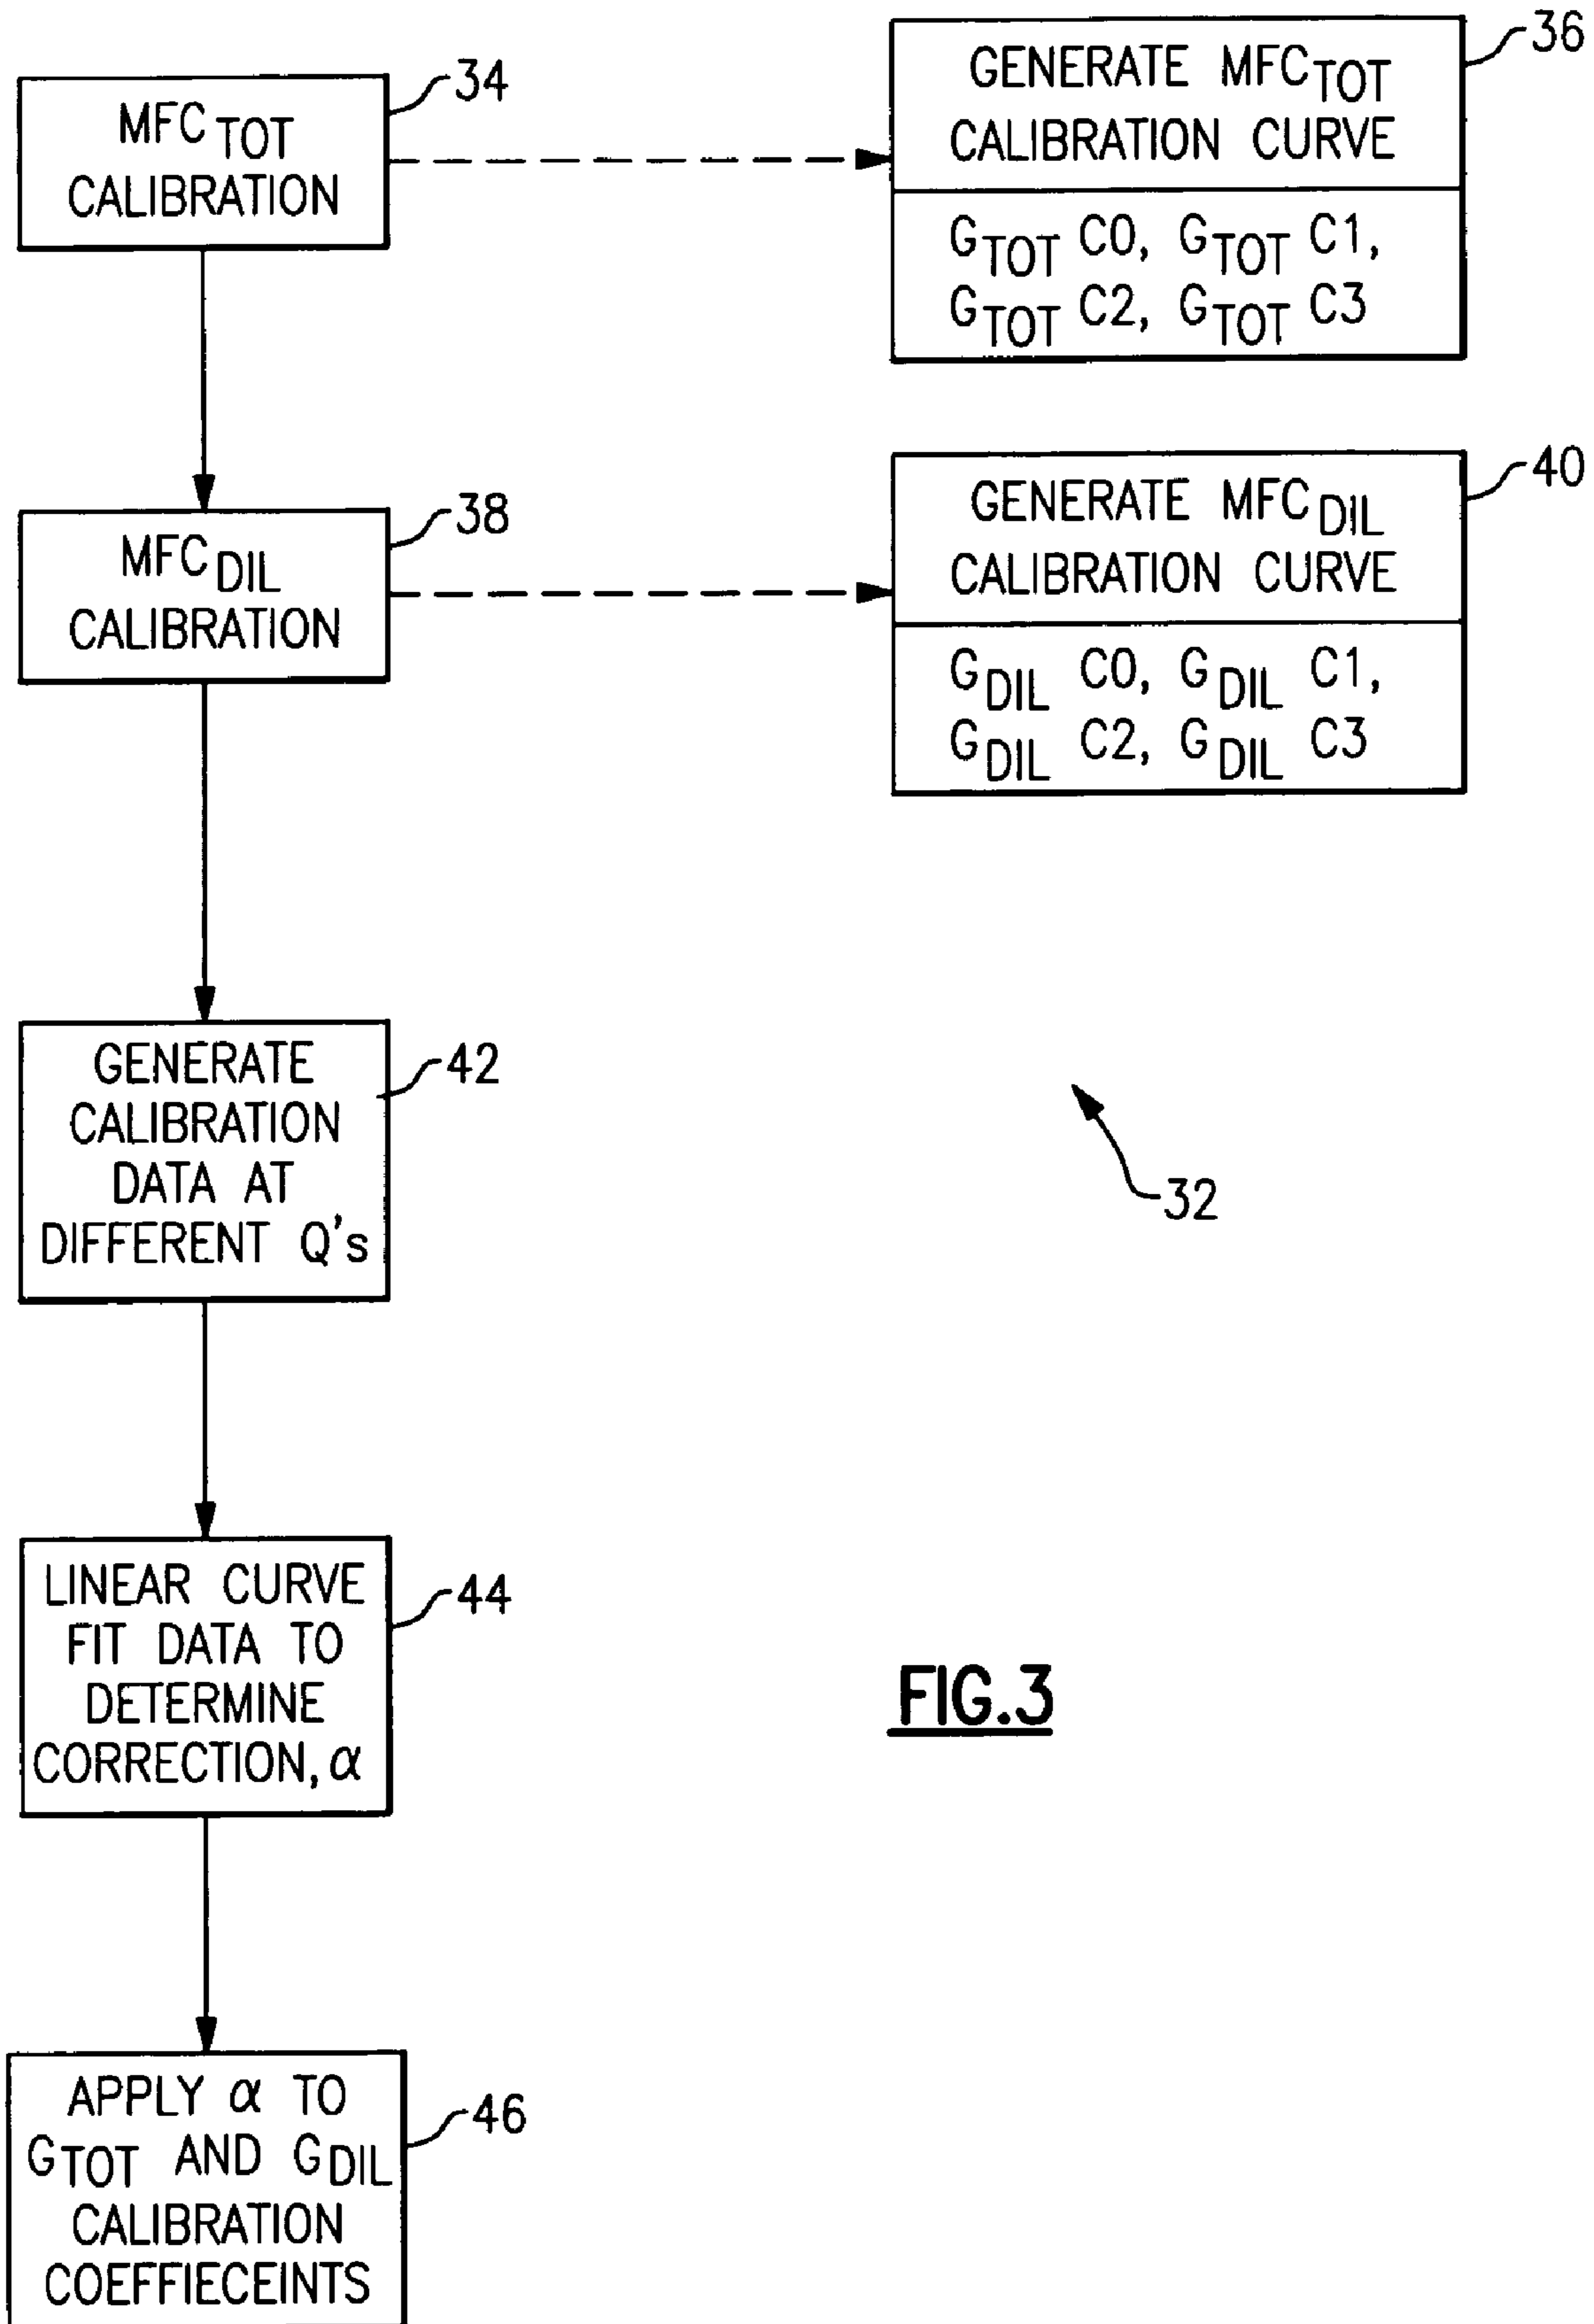 MFC TOT
CALIBRATION
34
GENERATE MFC TOT
CALIBRATION CURVE
36
G TOT C0, G TOT C1,
G TOT C2, G TOT C3
MFC DIL
CALIBRATION
38
GENERATE MFC DIL
CALIBRATION CURVE
40
G DIL C0, G DIL C1,
G DIL C2, G DIL C3
GENERATE
CALIBRATION
DATA AT
DIFFERENT Q's
42
32
LINEAR CURVE
FIT DATA TO
DETERMINE
CORRECTION, α
44
FIG.3
APPLY α TO
G TOT AND G DIL
CALIBRATION
COEFFIECEINTS
46